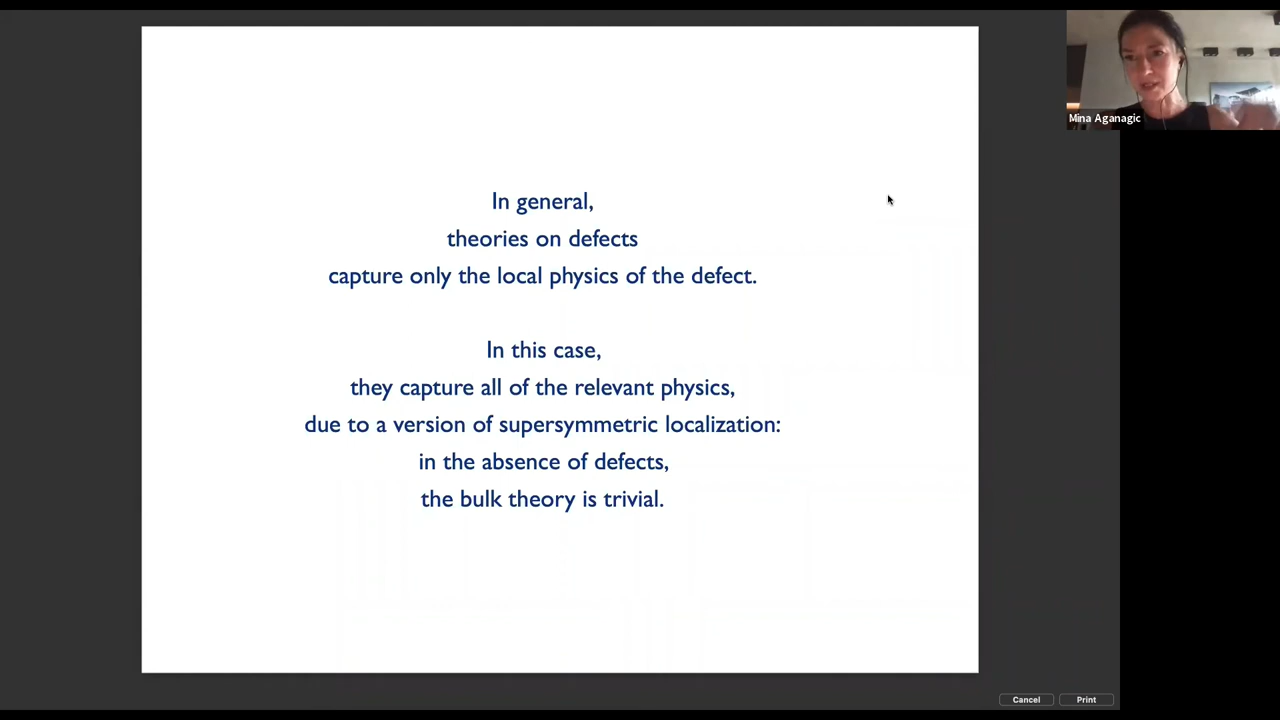 Mina Aganagic
In general,
theories on defects
capture only the local physics of the defect.
In this case,
they capture all of the relevant physics,
due to a version of supersymmetric localization:
in the absence of defects,
the bulk theory is trivial.
Cancel
Print